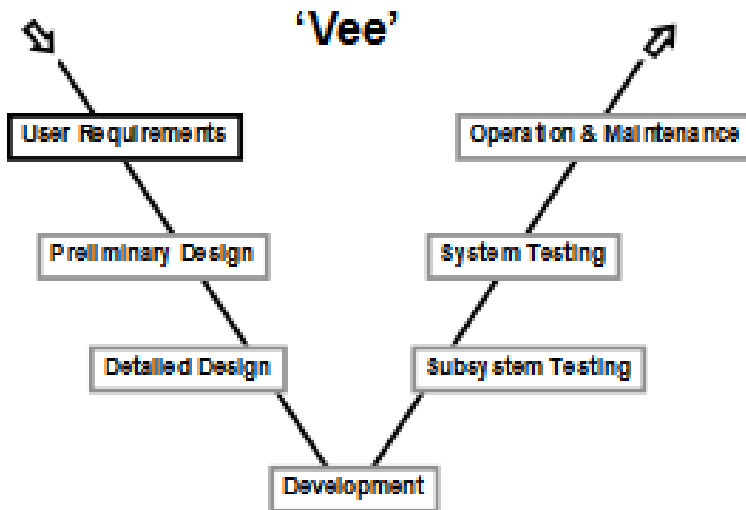 ‘Vee’
User Requirements
Operation & Maintenance
Preliminary Design
System Testing
Detailed Design
Subsystem Testing
Development